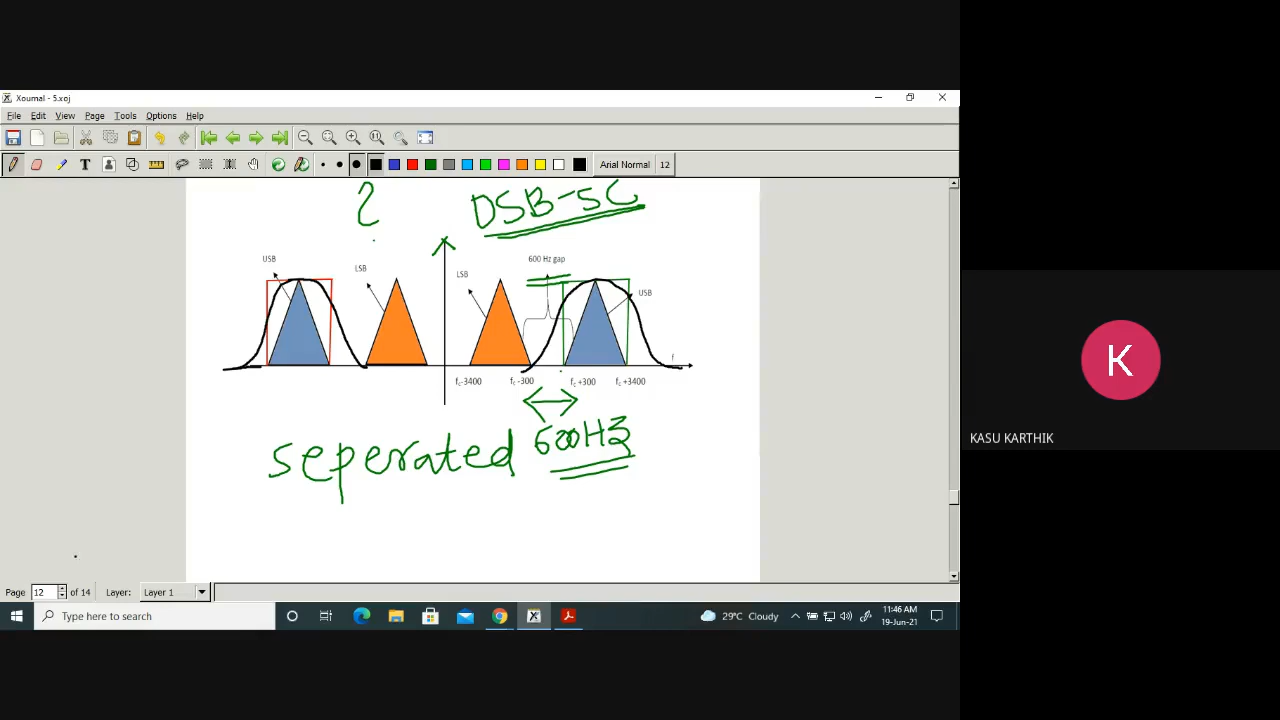 Xournal - 5.xoj
File Edit View Page Tools Options Help
Arial Normal 12
DSB-SC
USB
LSB
LSB
600 Hz gap
USB
f
fc-3400
fc -300
fc +300
fc +3400
seperated 600HZ
K
KASU KARTHIK
Page 12 of 14 Layer: Layer 1
Type here to search
29°C Cloudy
11:46 AM
19-Jun-21